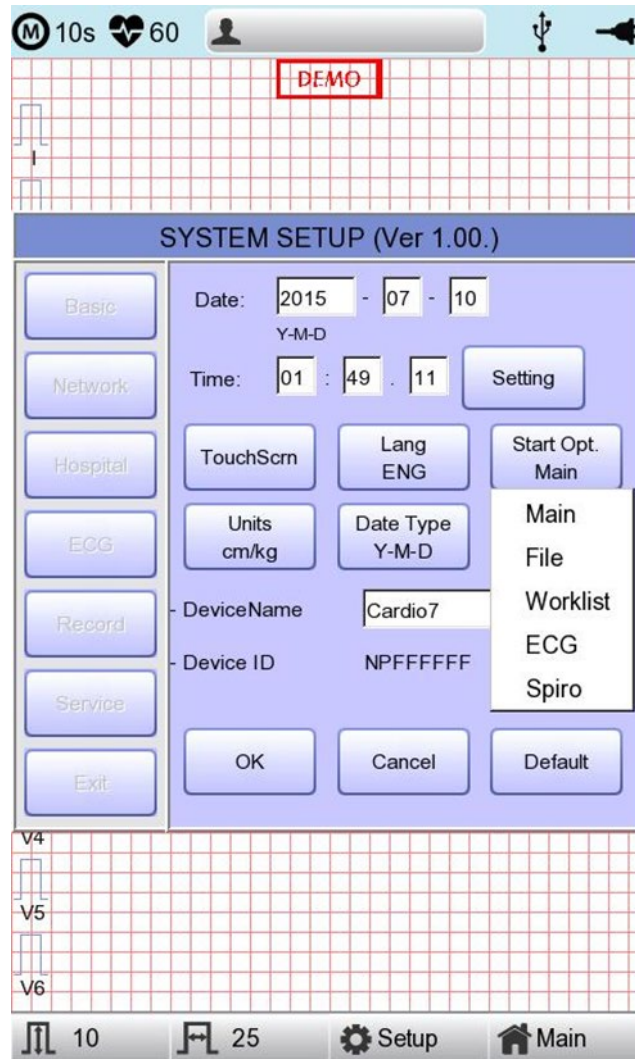 M 10s 60
DEMO
I
SYSTEM SETUP (Ver 1.00.)
Basic
Network
Hospital
ECG
Record
Service
Exit
Date: 2015 - 07 - 10
Y-M-D
Time: 01 : 49 . 11 Setting
TouchScrn
Lang
ENG
Start Opt.
Main
Units
cm/kg
Date Type
Y-M-D
Main
File
Worklist
ECG
Spiro
- DeviceName Cardio7
- Device ID NPFFFFFF
OK Cancel Default
V4
V5
V6
10 25 Setup Main